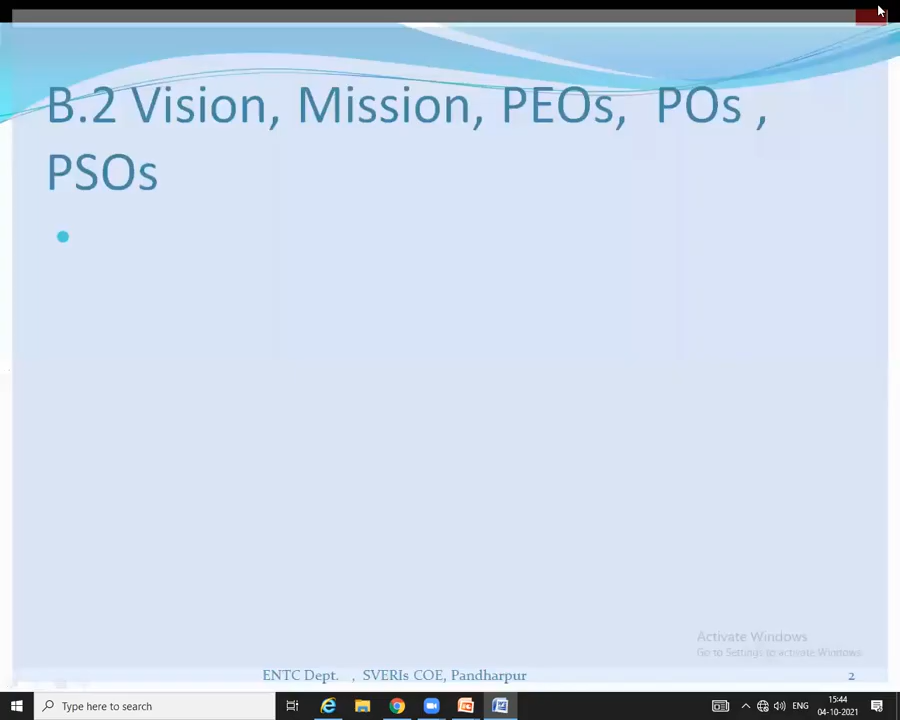 B.2 Vision, Mission, PEOs, POs ,
PSOs
Activate Windows
Go to Settings to activate Windows.
ENTC Dept. , SVERIs COE, Pandharpur
2
Type here to search
ENG
15:44
04-10-2021